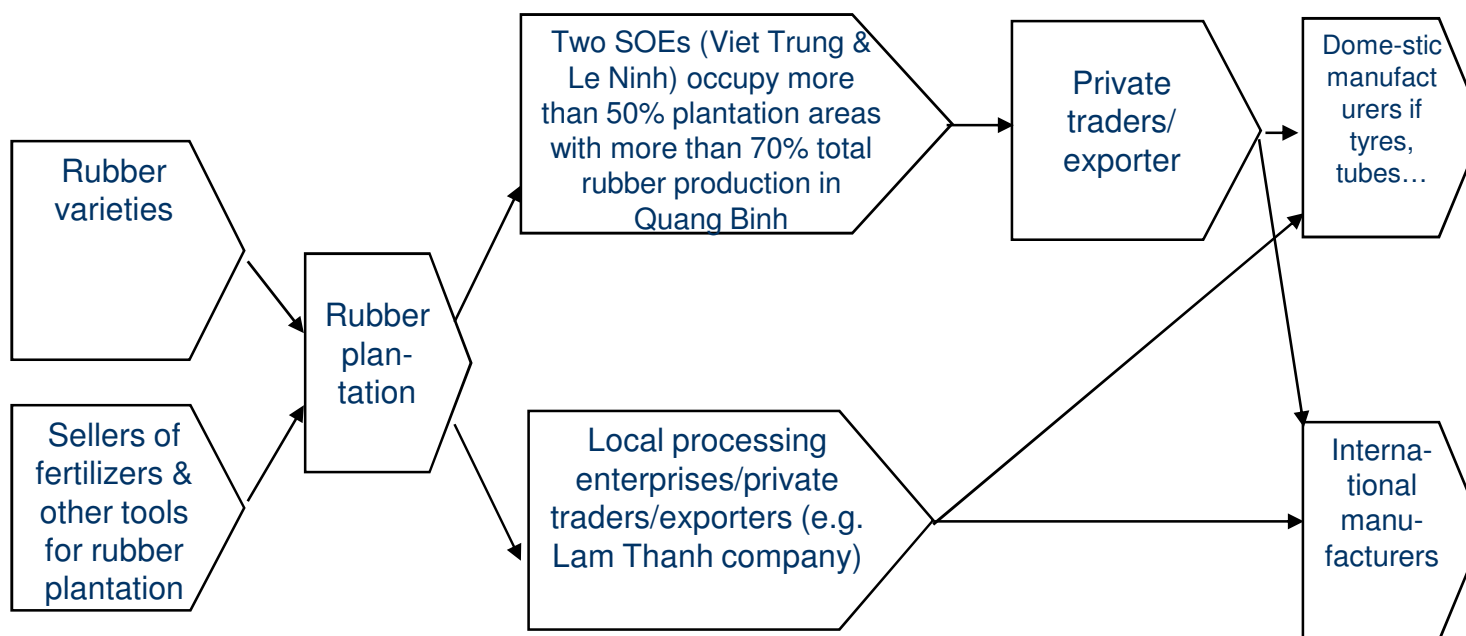 Rubber
varieties
Sellers of
fertilizers &
other tools
for rubber
plantation
Rubber
plan-
tation
Two SOEs (Viet Trung &
Le Ninh) occupy more
than 50% plantation areas
with more than 70% total
rubber production in
Quang Binh
Local processing
enterprises/private
traders/exporters (e.g.
Lam Thanh company)
Private
traders/
exporter
Dome-stic
manufact
urers if
tyres,
tubes…
Interna-
tional
manu-
facturers